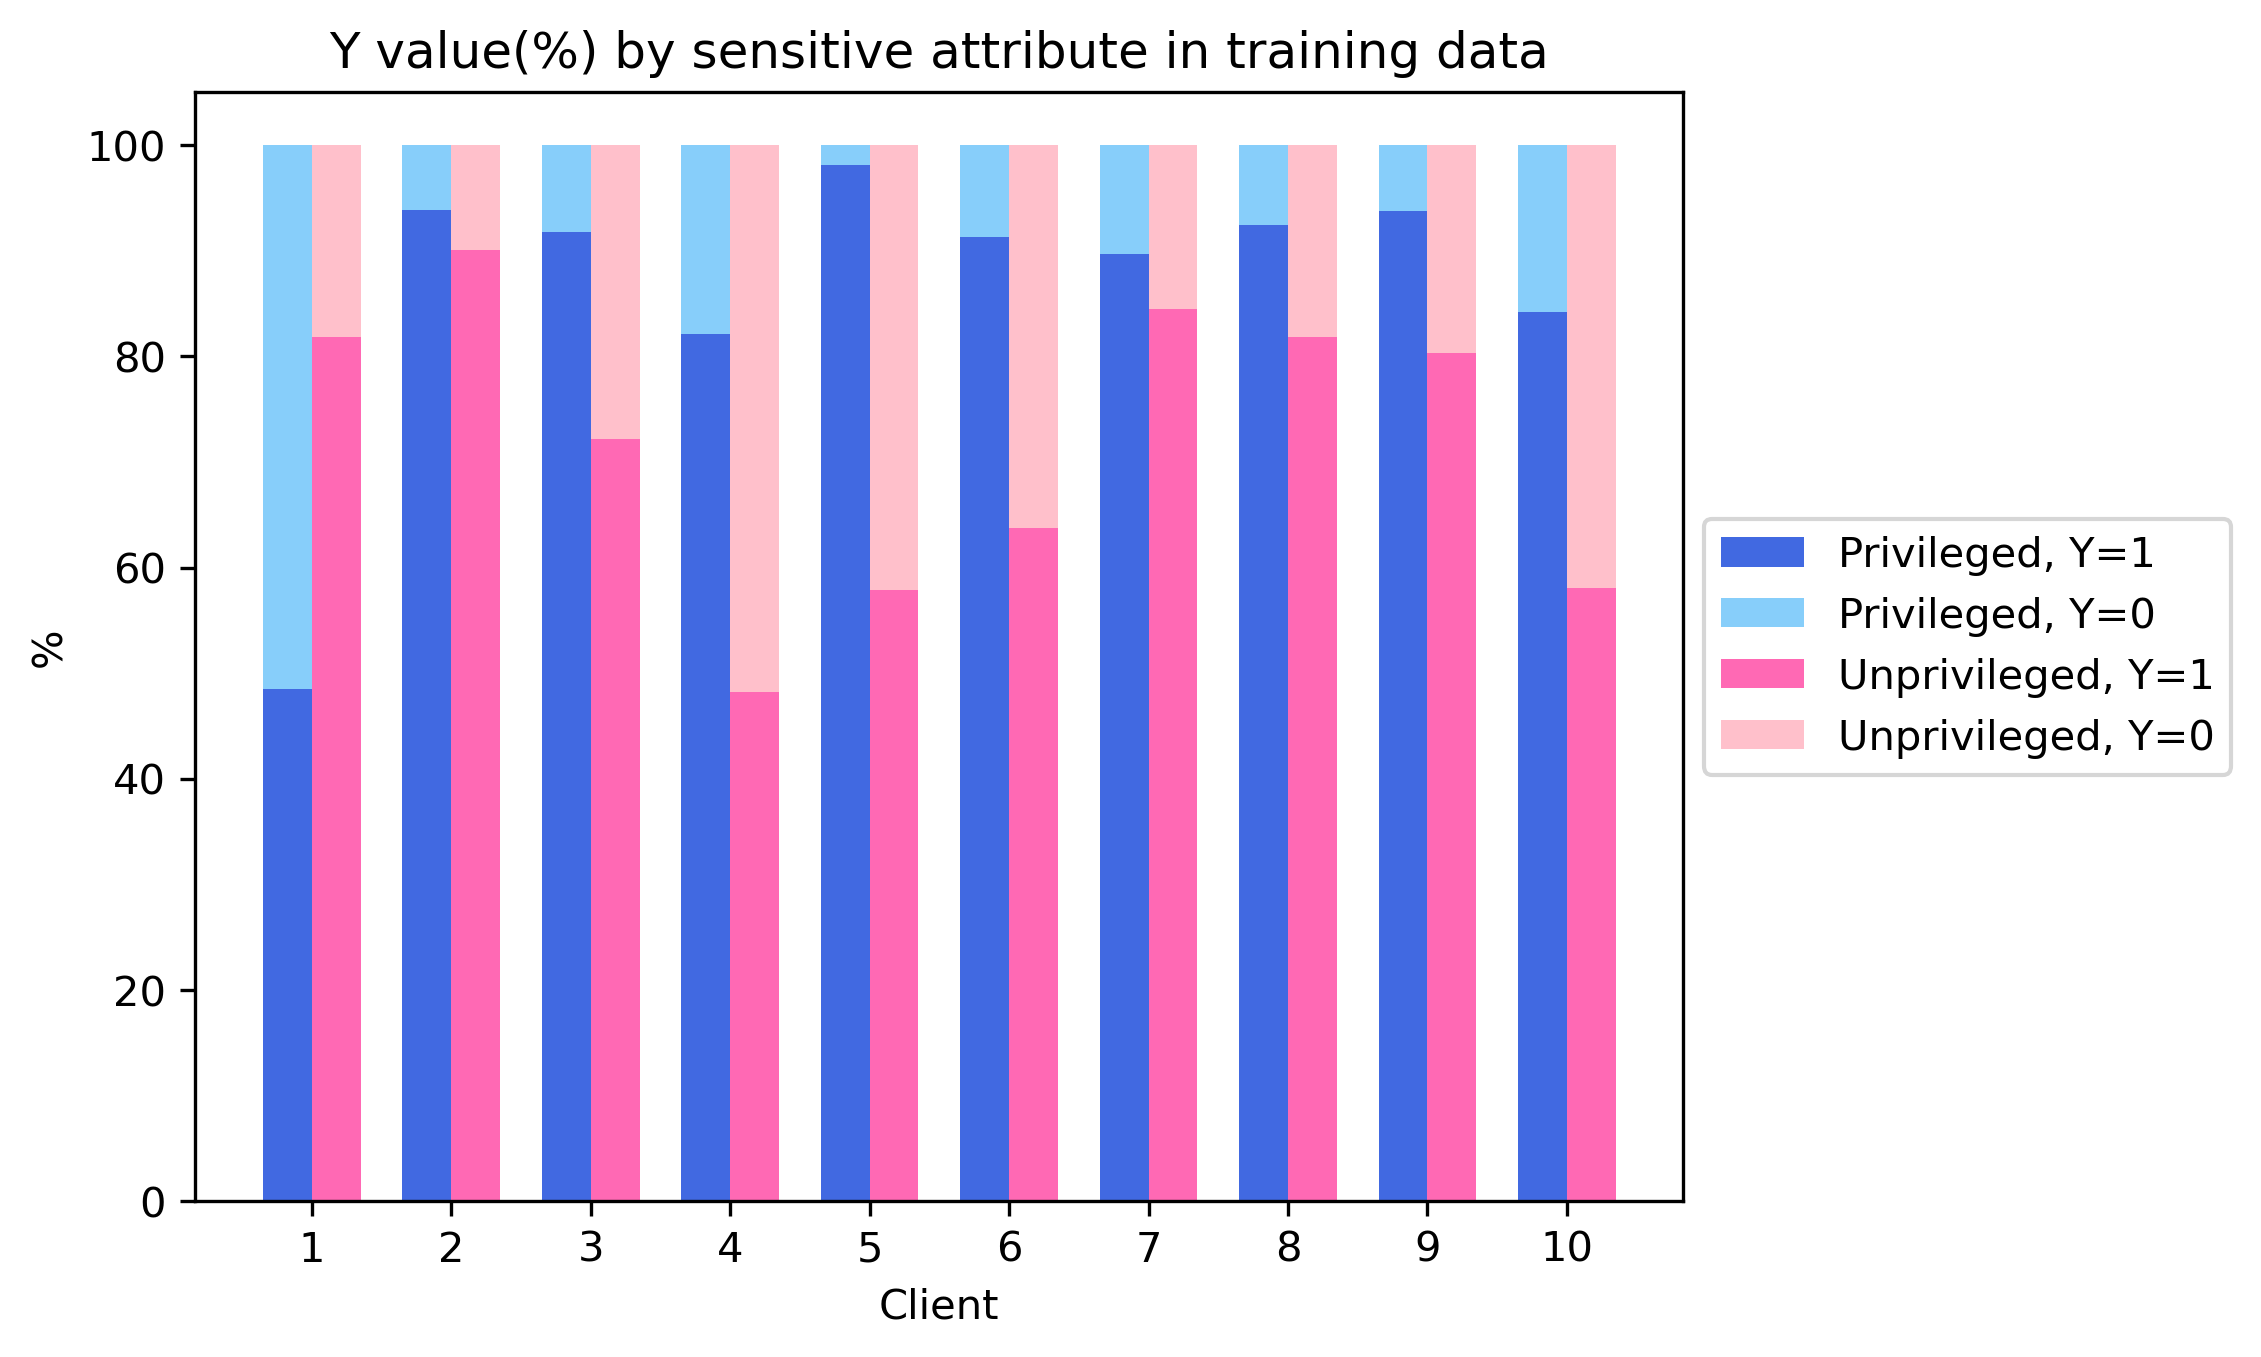 Y value(%) by sensitive attribute in training data
100
80
60
40
20
0
%
1 2 3 4 5 6 7 8 9 10
Client
Privileged, Y=1
Privileged, Y=0
Unprivileged, Y=1
Unprivileged, Y=0